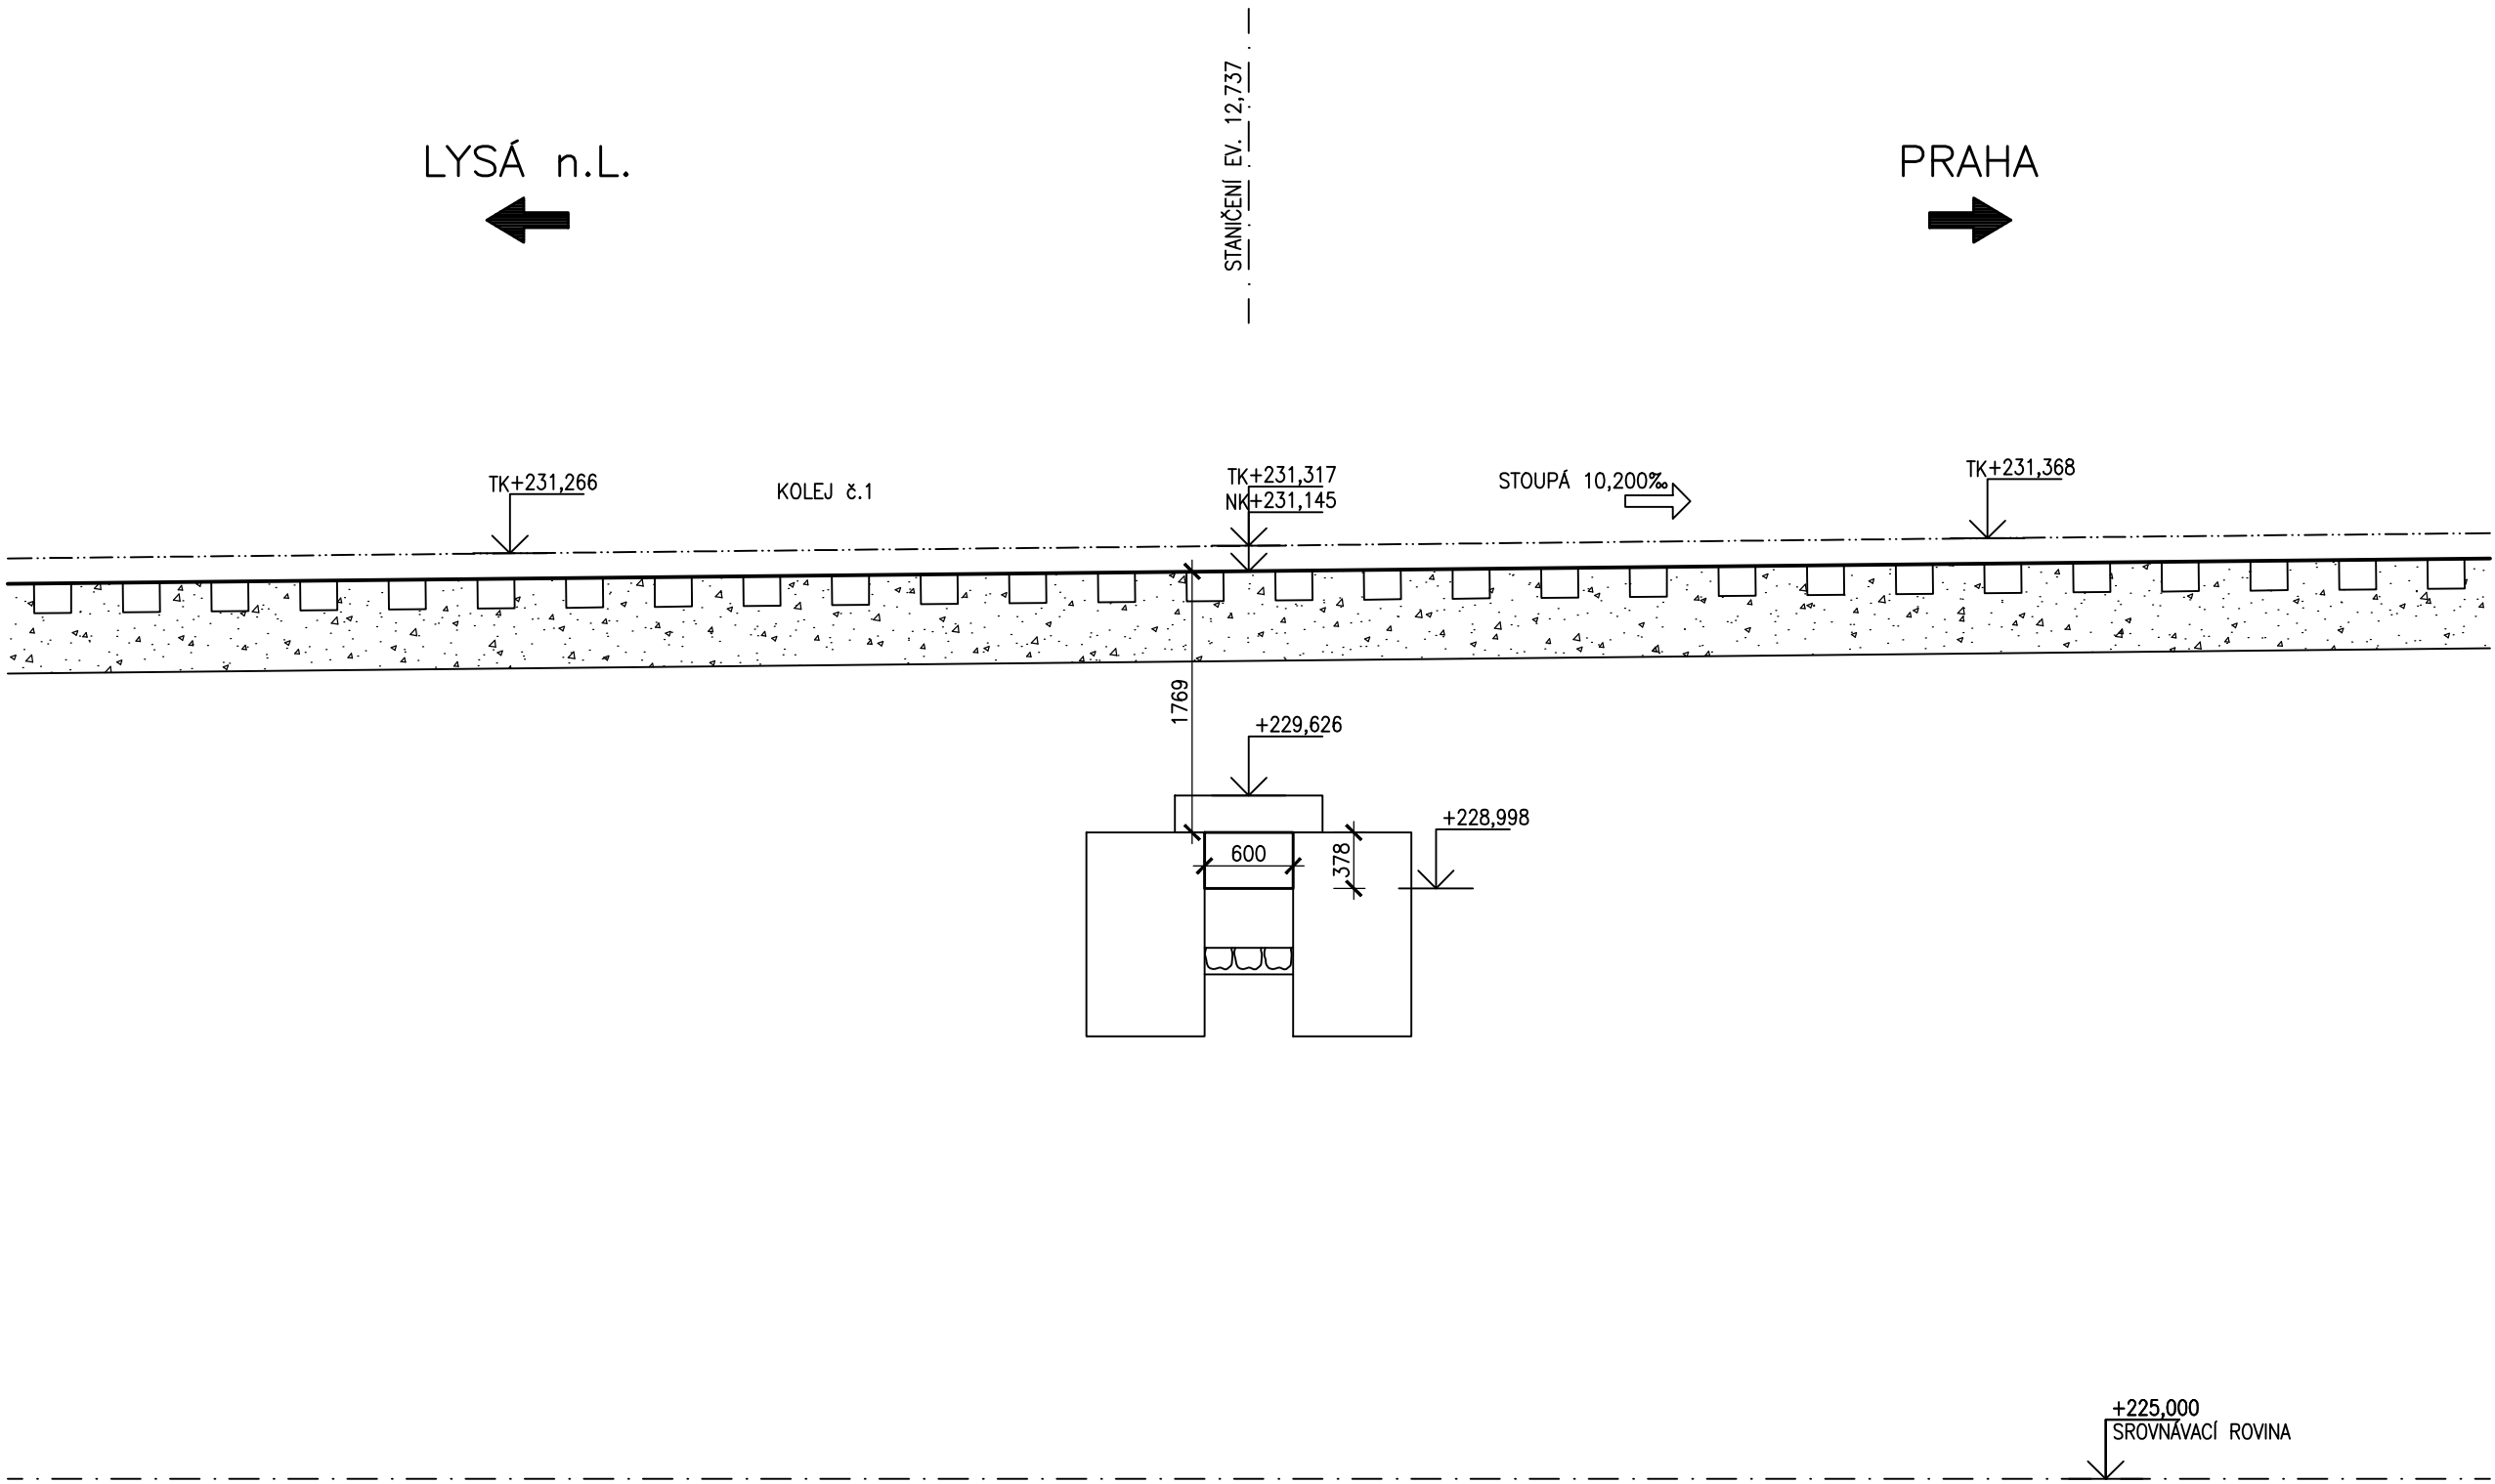 STANIČENÍ EV. 12,737
LYSÁ n.L.
PRAHA
TK+231,266
KOLEJ č.1
TK+231,317
NK+231,145
STOUPÁ 10,200‰
TK+231,368
1769
+229,626
+228,998
600
378
+225,000
SROVNÁVACÍ ROVINA